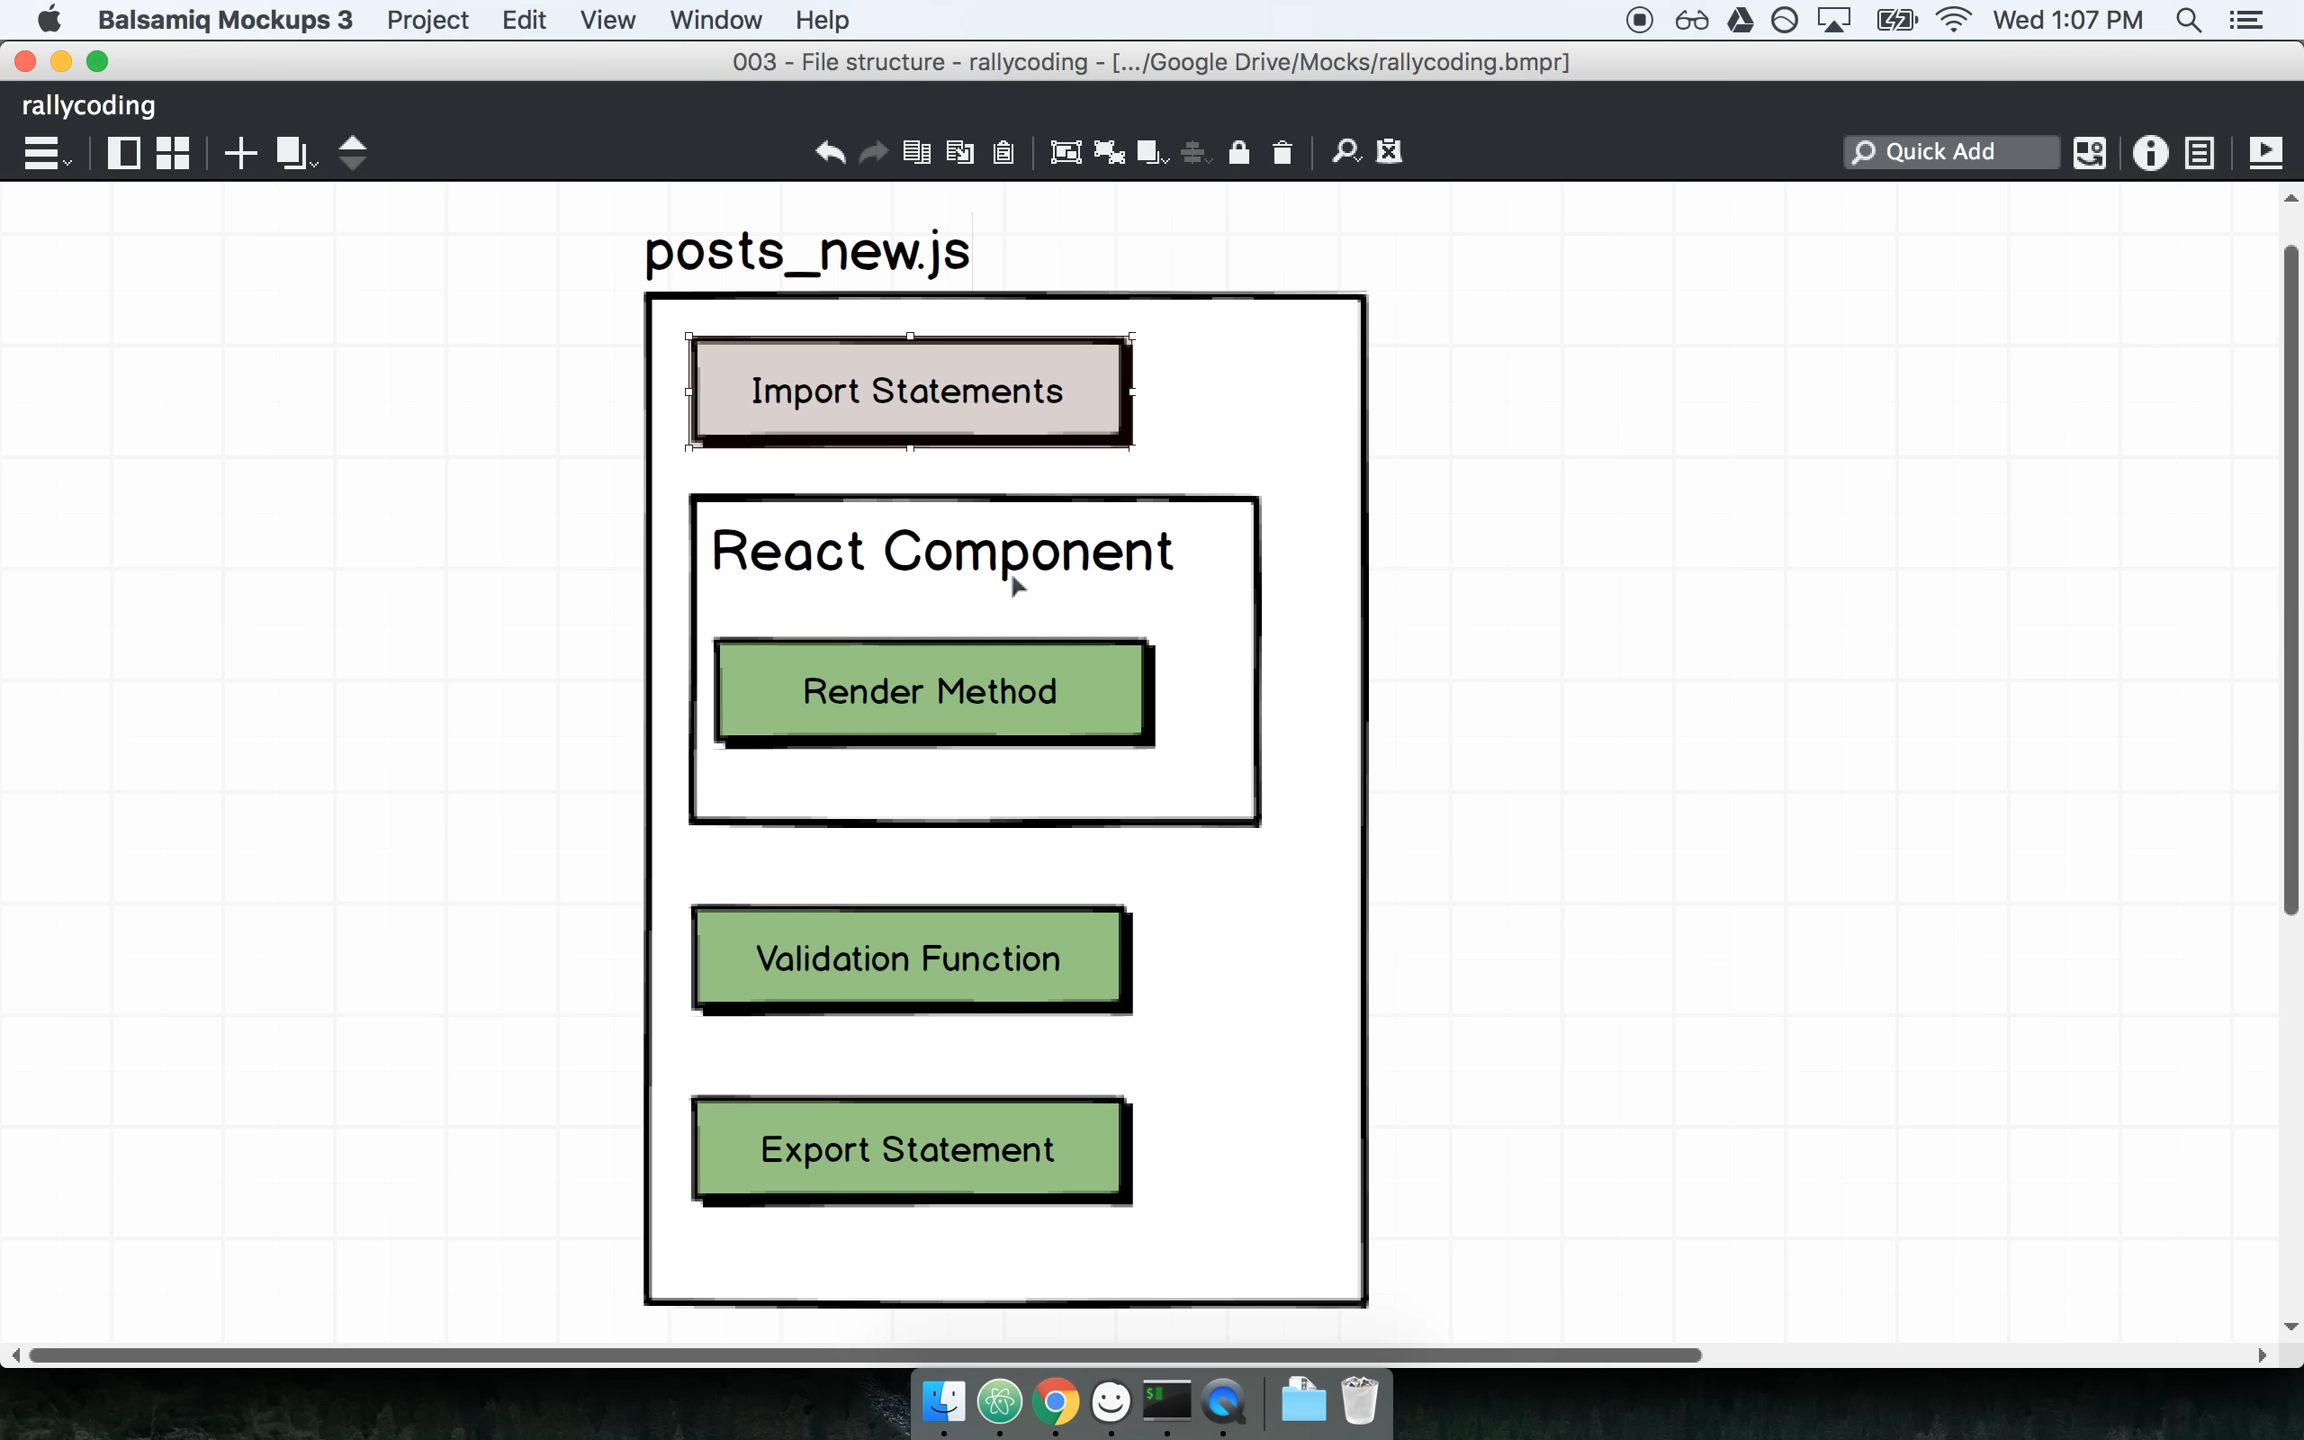 Balsamiq Mockups 3 Project Edit View Window Help Wed 1:07 PM
003 - File structure - rallycoding - [.../Google Drive/Mocks/rallycoding.bmpr]
rallycoding
Quick Add
posts_new.js
Import Statements
React Component
Render Method
Validation Function
Export Statement
$